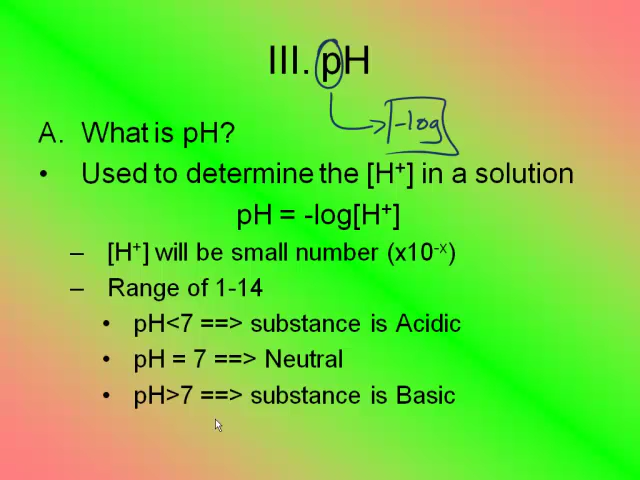 III. pH
-log
A. What is pH?
• Used to determine the [H⁺] in a solution
pH = -log[H⁺]
– [H⁺] will be small number (x10⁻ˣ)
– Range of 1-14
• pH<7 ==> substance is Acidic
• pH = 7 ==> Neutral
• pH>7 ==> substance is Basic